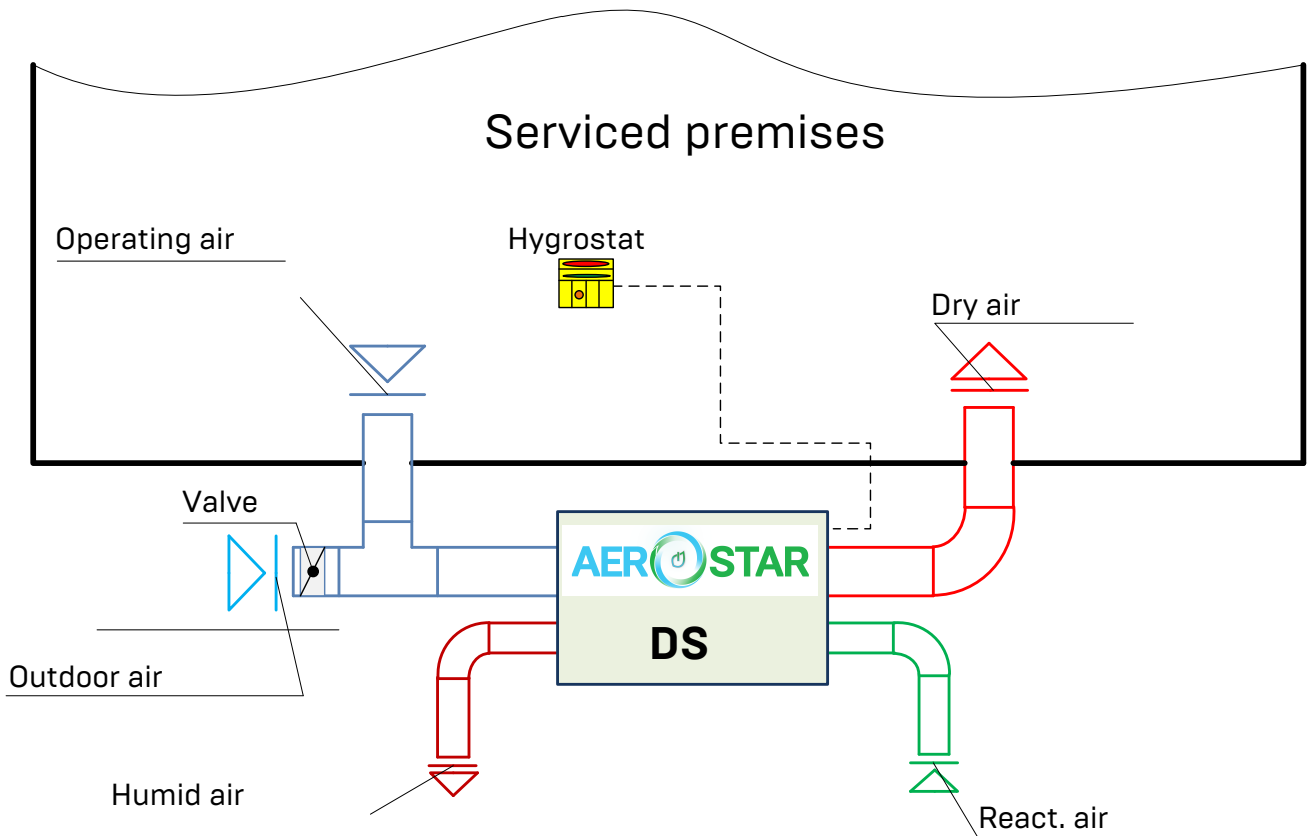 Serviced premises
Operating air
Hygrostat
Dry air
Valve
AEROSTAR
DS
Outdoor air
Humid air
React. air